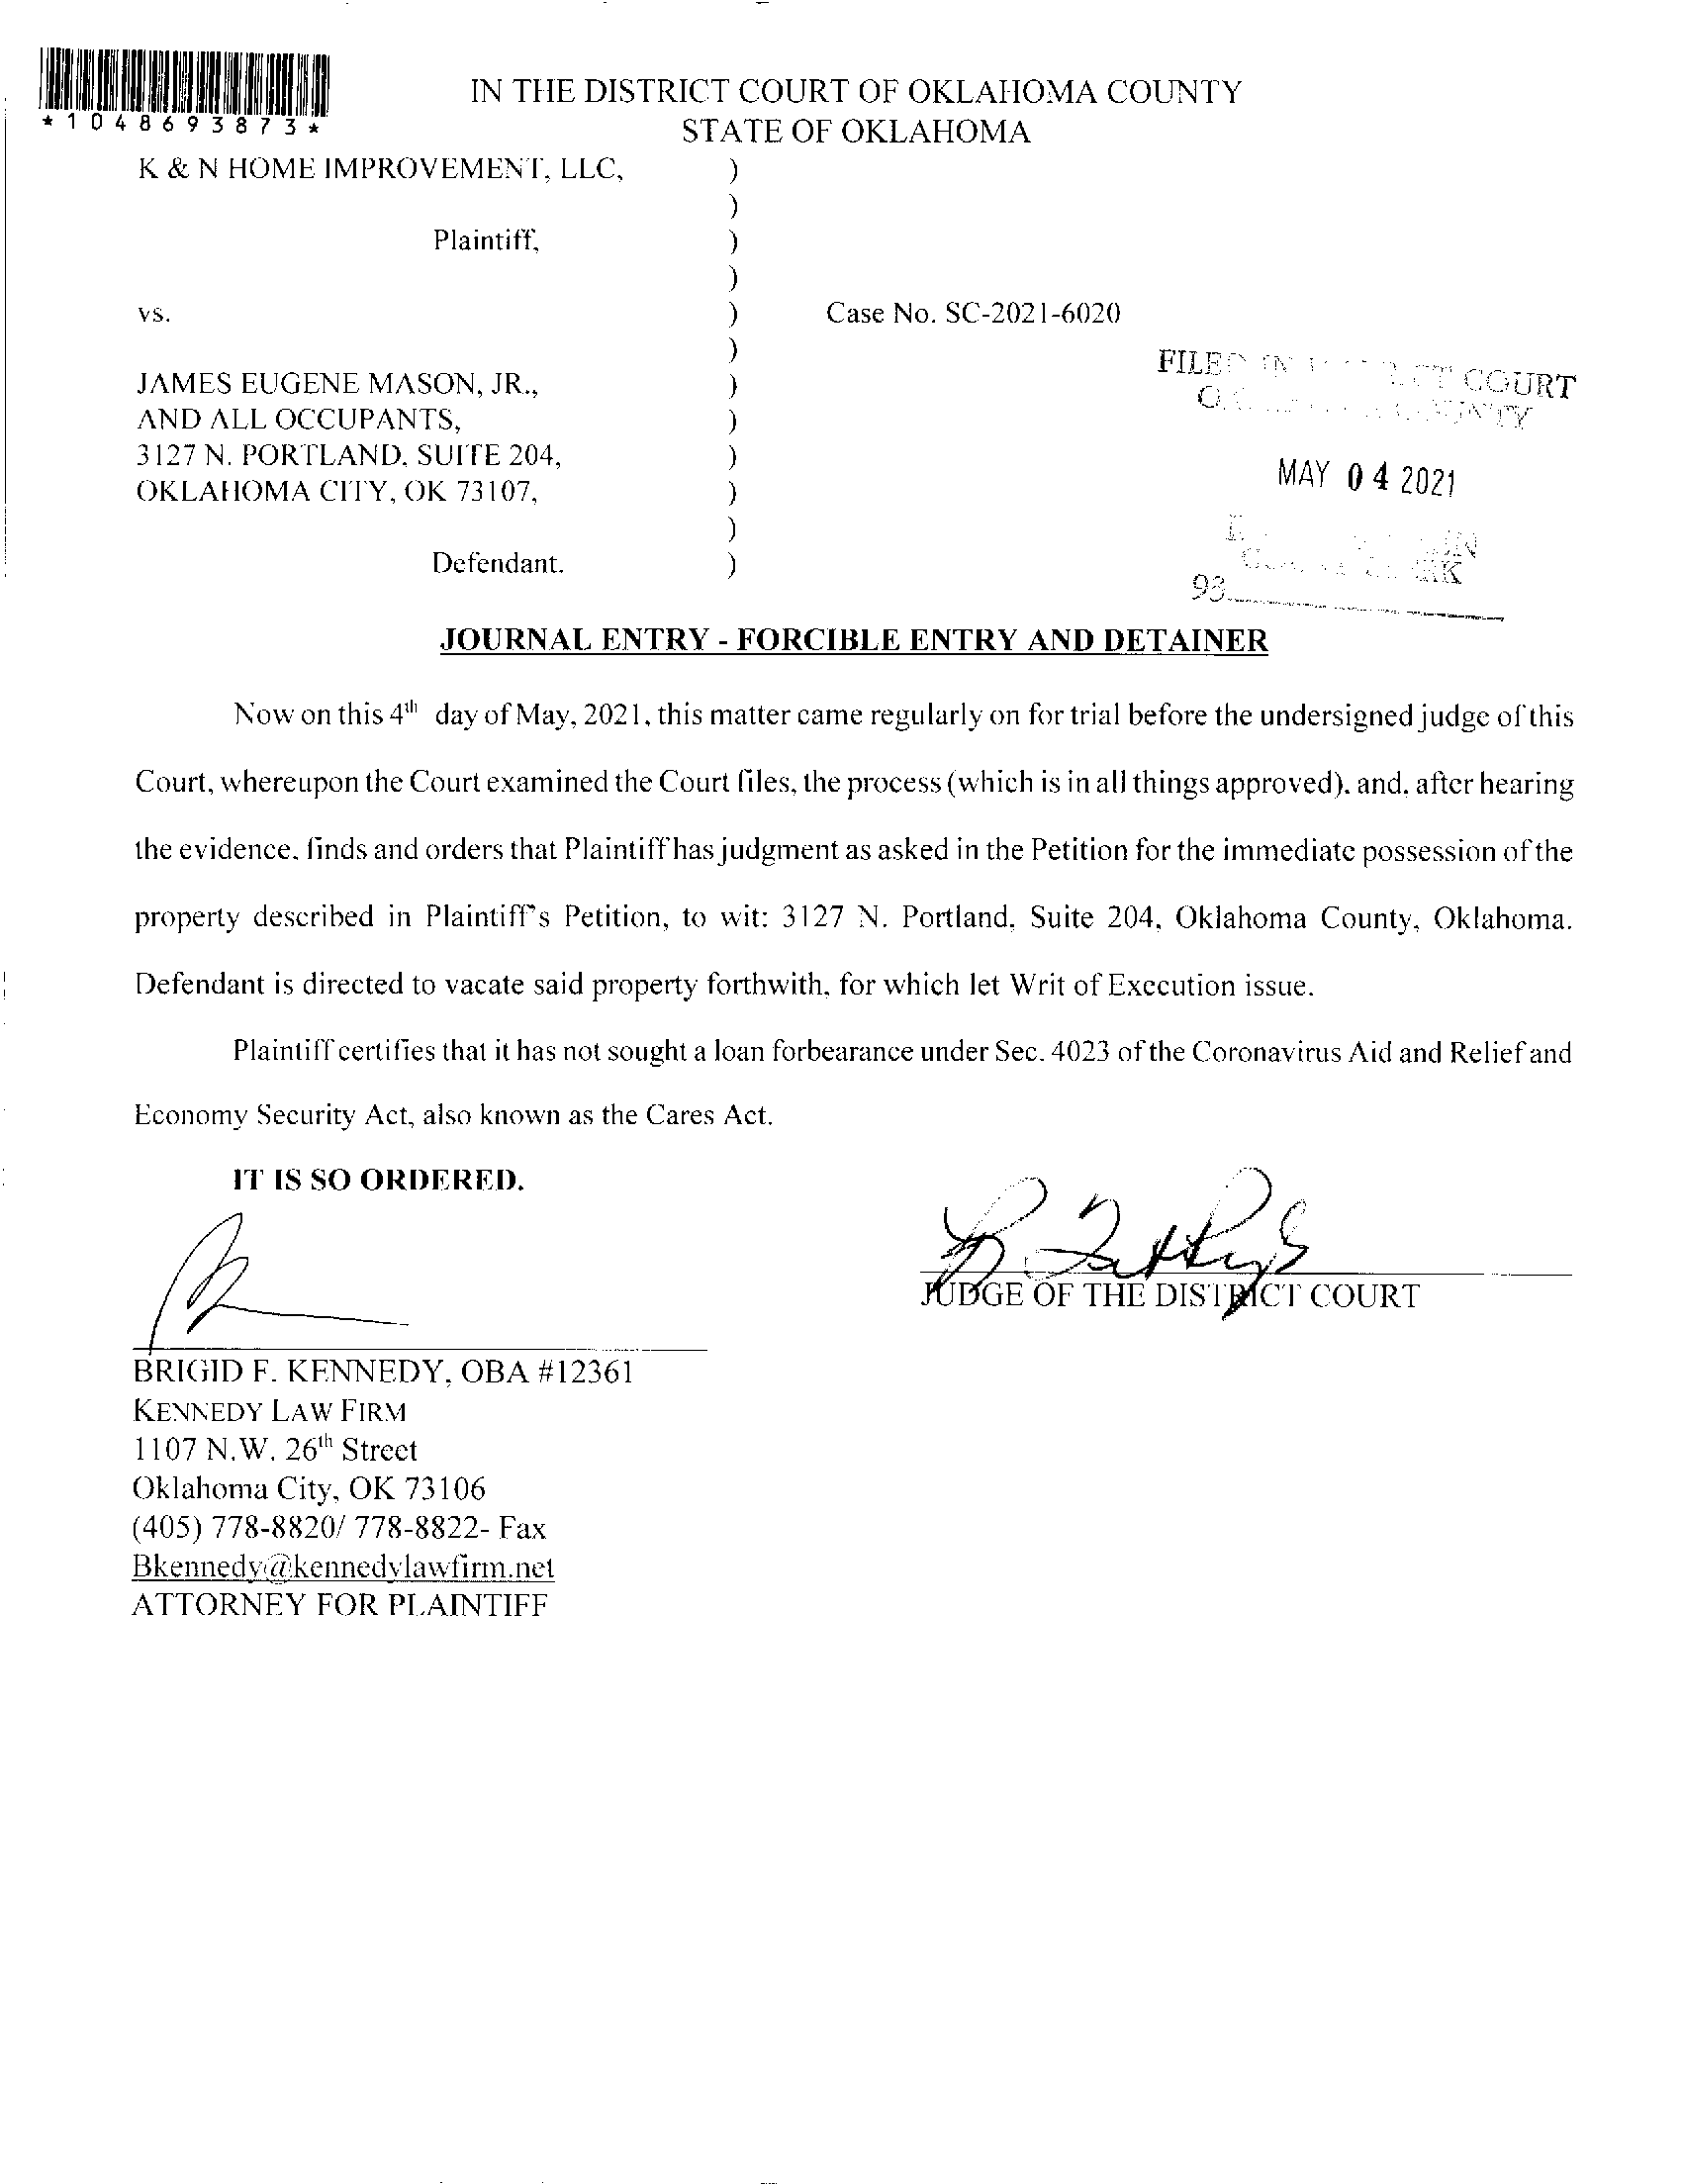 *1048693873*
IN THE DISTRICT COURT OF OKLAHOMA COUNTY
STATE OF OKLAHOMA
K & N HOME IMPROVEMENT, LLC, )
)
Plaintiff, )
)
vs. ) Case No. SC-2021-6020
)
JAMES EUGENE MASON, JR., )
AND ALL OCCUPANTS, )
3127 N. PORTLAND, SUITE 204, )
OKLAHOMA CITY, OK 73107, )
)
Defendant. )
FILED IN COURT
MAY 04 2021
93
JOURNAL ENTRY - FORCIBLE ENTRY AND DETAINER
Now on this 4th day of May, 2021, this matter came regularly on for trial before the undersigned judge of this
Court, whereupon the Court examined the Court files, the process (which is in all things approved), and, after hearing
the evidence, finds and orders that Plaintiff has judgment as asked in the Petition for the immediate possession of the
property described in Plaintiff's Petition, to wit: 3127 N. Portland, Suite 204, Oklahoma County, Oklahoma.
Defendant is directed to vacate said property forthwith, for which let Writ of Execution issue.
Plaintiff certifies that it has not sought a loan forbearance under Sec. 4023 of the Coronavirus Aid and Relief and
Economy Security Act, also known as the Cares Act.
IT IS SO ORDERED.
JUDGE OF THE DISTRICT COURT
BRIGID F. KENNEDY, OBA #12361
KENNEDY LAW FIRM
1107 N.W. 26th Street
Oklahoma City, OK 73106
(405) 778-8820/ 778-8822- Fax
Bkennedy@kennedylawfirm.net
ATTORNEY FOR PLAINTIFF